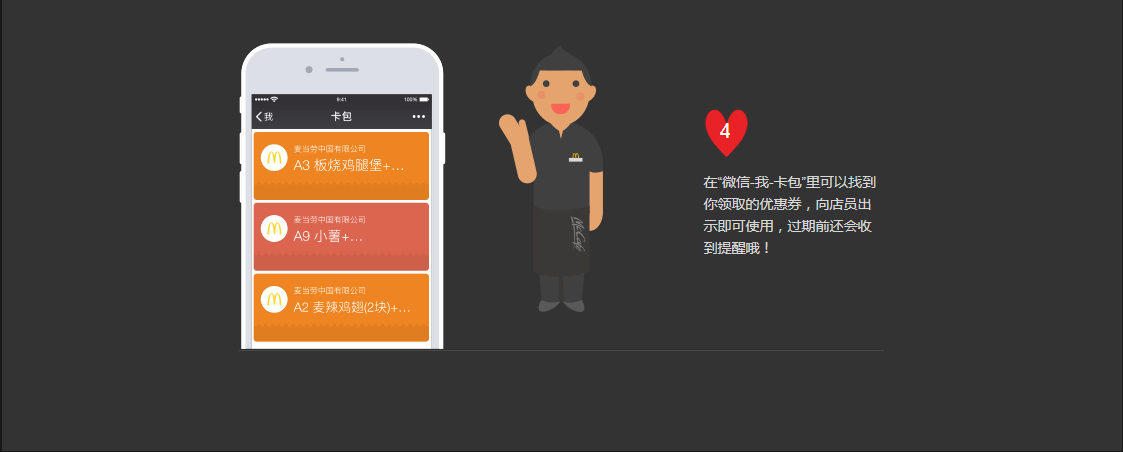 9:41
100%
我
卡包
麦当劳中国有限公司
A3 板烧鸡腿堡+...
麦当劳中国有限公司
A9 小薯+...
麦当劳中国有限公司
A2 麦辣鸡翅(2块)+...
McCafé
4
在“微信-我-卡包”里可以找到
你领取的优惠券，向店员出
示即可使用，过期前还会收
到提醒哦！